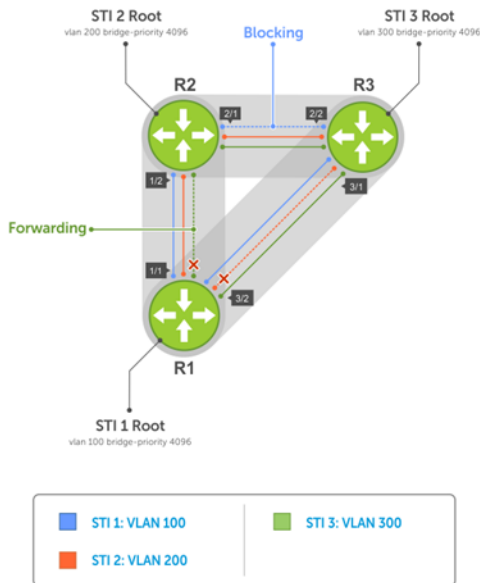 STI 2 Root
vlan 200 bridge-priority 4096
Blocking
STI 3 Root
vlan 300 bridge-priority 4096
R2
R3
2/1
2/2
1/2
3/1
Forwarding
1/1
3/2
R1
STI 1 Root
vlan 100 bridge-priority 4096
STI 1: VLAN 100
STI 3: VLAN 300
STI 2: VLAN 200